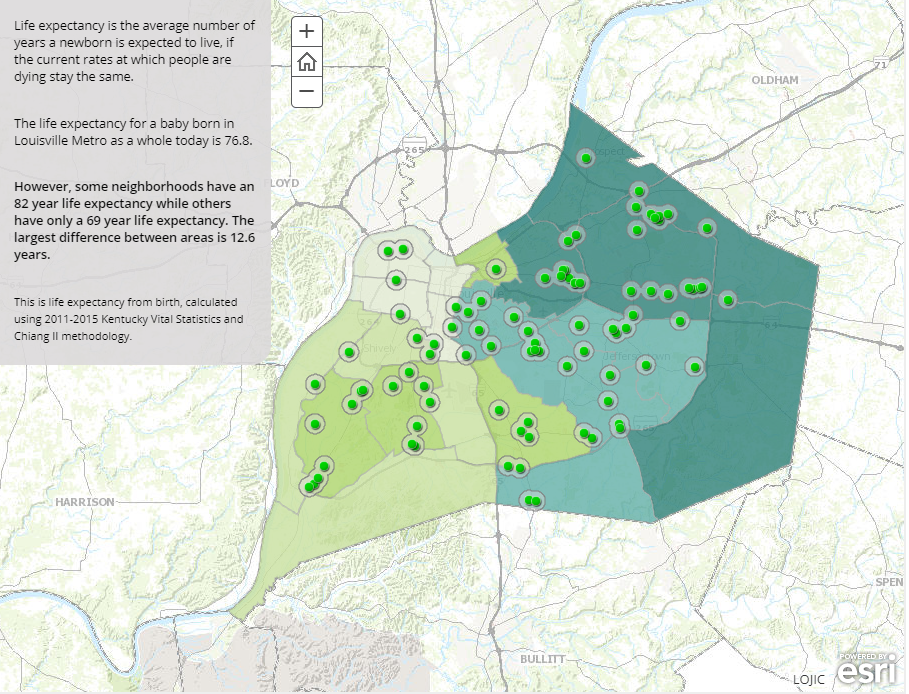 Life expectancy is the average number of
years a newborn is expected to live, if
the current rates at which people are
dying stay the same.
The life expectancy for a baby born in
Louisville Metro as a whole today is 76.8.
However, some neighborhoods have an
82 year life expectancy while others
have only a 69 year life expectancy. The
largest difference between areas is 12.6
years.
This is life expectancy from birth, calculated
using 2011-2015 Kentucky Vital Statistics and
Chiang II methodology.
+
−
71
OLDHAM
265
LOYD
64
Shively
65
HARRISON
SPEN
BULLITT
LOJIC
POWERED BY
esri